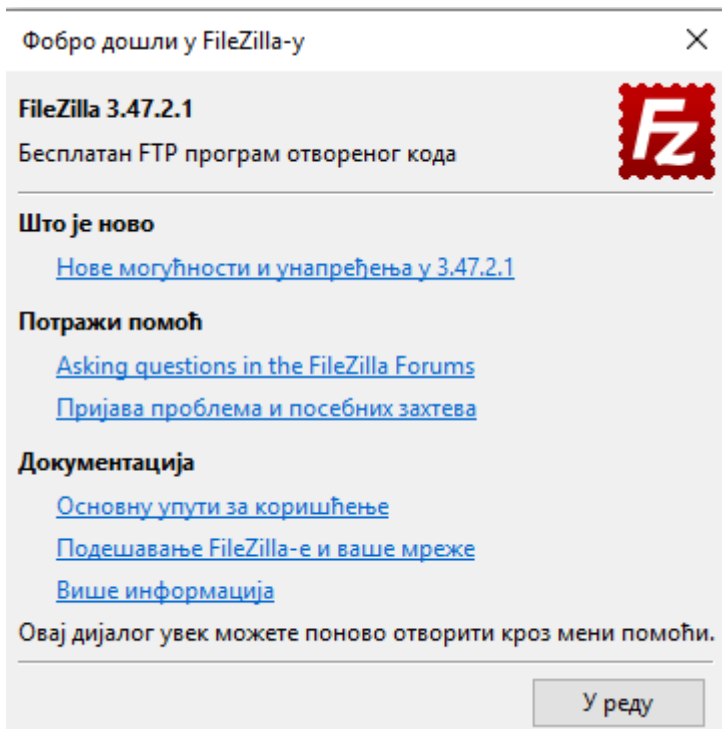 Фобро дошли у FileZilla-у
FileZilla 3.47.2.1
Fz
Бесплатан FTP програм отвореног кода
Што је ново
Нове могућности и унапређења у 3.47.2.1
Потражи помоћ
Asking questions in the FileZilla Forums
Пријава проблема и посебних захтева
Документација
Основну упути за коришћење
Подешавање FileZilla-е и ваше мреже
Више информација
Овај дијалог увек можете поново отворити кроз мени помоћи.
У реду